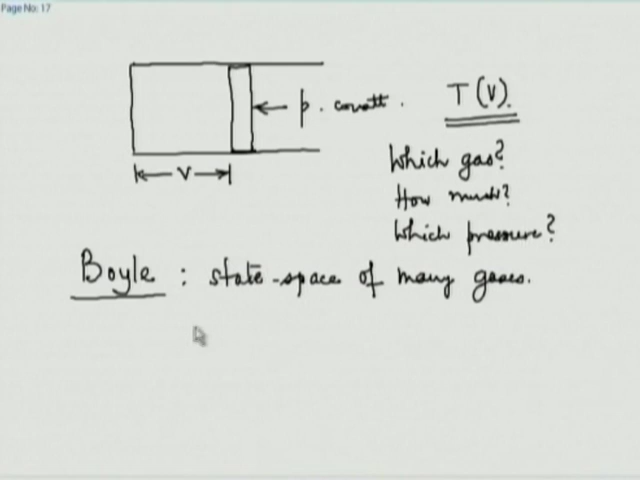 Page No: 17
p. constt.
T(V).
V
Which gas?
How much?
Which pressure?
Boyle : state-space of many gases.